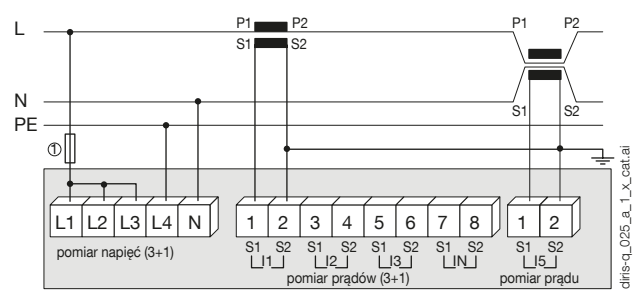 P1 P2 P1 P2
L
S1 S2
N
S1 S2
PE
①
L1 L2 L3 L4 N 1 2 3 4 5 6 7 8 1 2
S1 S2 S1 S2 S1 S2 S1 S2 S1 S2
I1 I2 I3 IN I5
pomiar napięć (3+1)
pomiar prądów (3+1)
pomiar prądu
diris-q_025_a_1_x_cat.ai